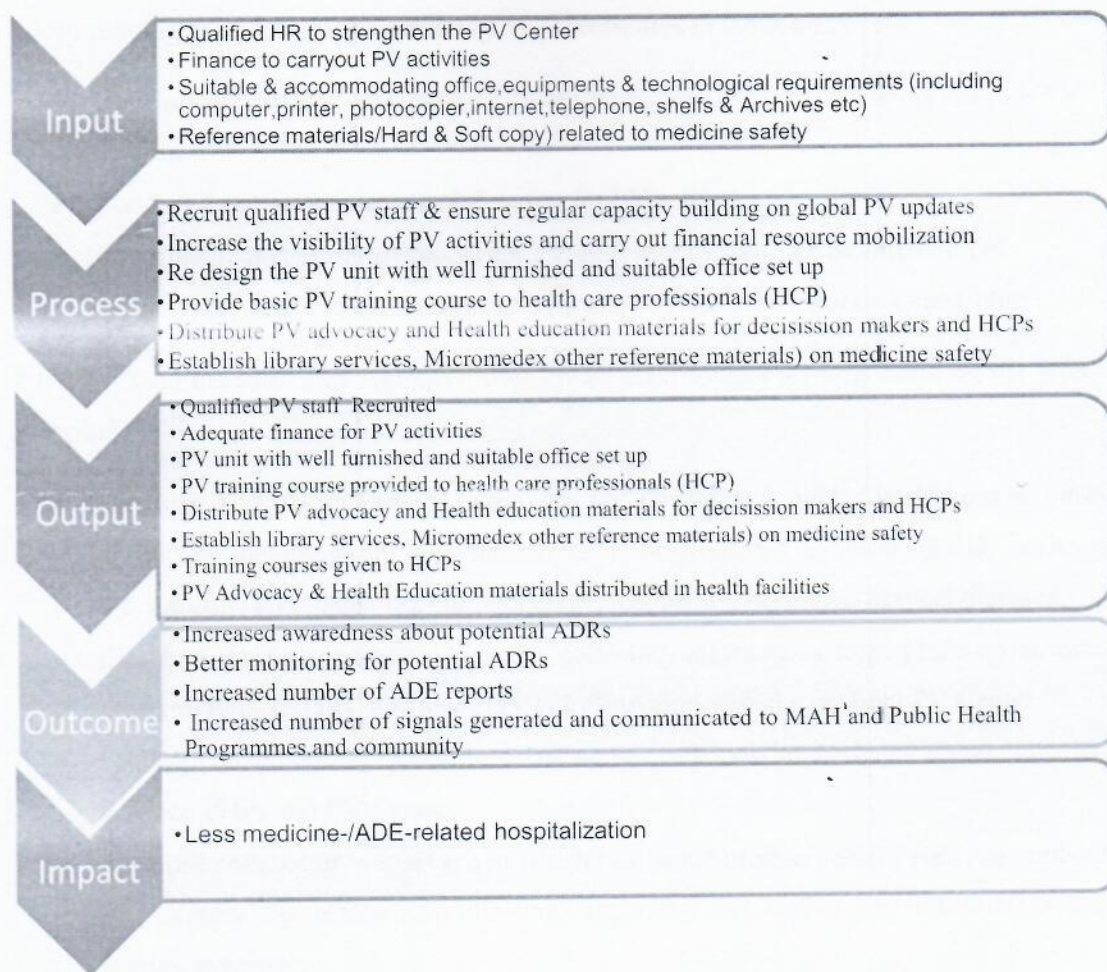 Input
• Qualified HR to strengthen the PV Center
• Finance to carryout PV activities
• Suitable & accommodating office,equipments & technological requirements (including
computer,printer, photocopier,internet,telephone, shelfs & Archives etc)
• Reference materials/Hard & Soft copy) related to medicine safety
Process
• Recruit qualified PV staff & ensure regular capacity building on global PV updates
• Increase the visibility of PV activities and carry out financial resource mobilization
• Re design the PV unit with well furnished and suitable office set up
• Provide basic PV training course to health care professionals (HCP)
• Distribute PV advocacy and Health education materials for decisission makers and HCPs
• Establish library services, Micromedex other reference materials) on medicine safety
Output
• Qualified PV staff Recruited
• Adequate finance for PV activities
• PV unit with well furnished and suitable office set up
• PV training course provided to health care professionals (HCP)
• Distribute PV advocacy and Health education materials for decisission makers and HCPs
• Establish library services, Micromedex other reference materials) on medicine safety
• Training courses given to HCPs
• PV Advocacy & Health Education materials distributed in health facilities
Outcome
• Increased awaredness about potential ADRs
• Better monitoring for potential ADRs
• Increased number of ADE reports
• Increased number of signals generated and communicated to MAH and Public Health
Programmes.and community
Impact
• Less medicine-/ADE-related hospitalization